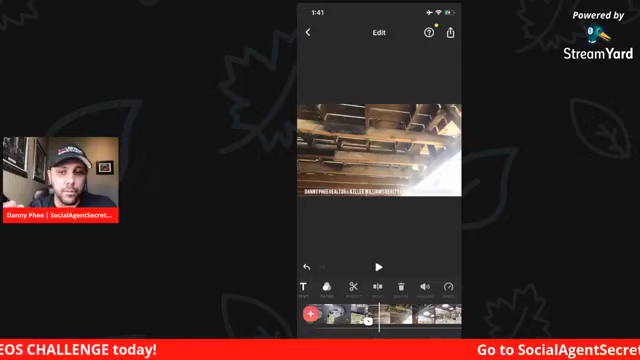 1:41
Edit
Powered by
StreamYard
DANNY PHEE REALTOR
KELLER WILLIAMS REALTY
Danny Phee | SocialAgentSecret...
EOS CHALLENGE today!
Go to SocialAgentSecret